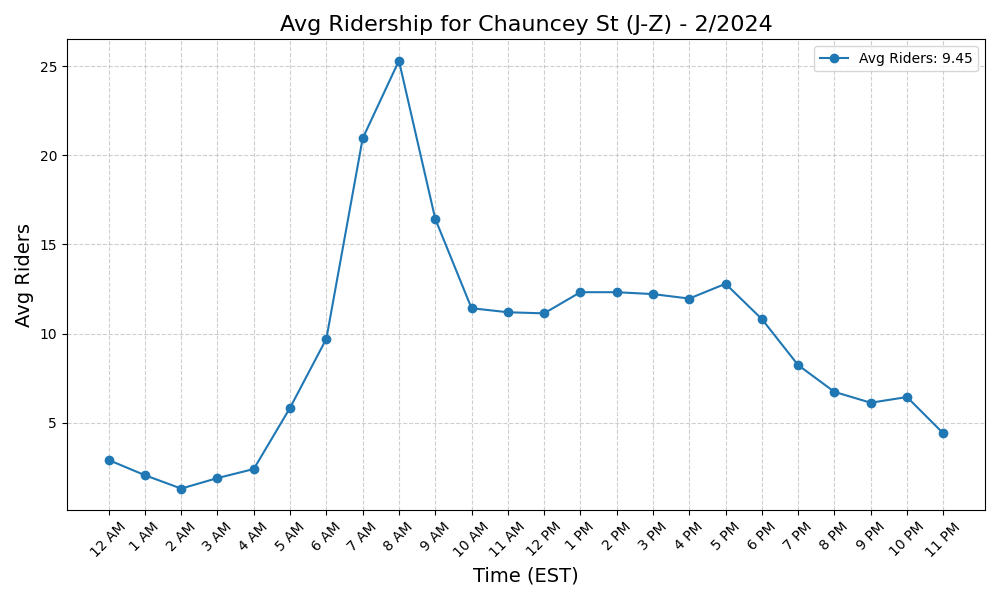 Avg Ridership for Chauncey St (J-Z) - 2/2024
Avg Riders: 9.45
Avg Riders
25
20
15
10
5
12 AM
1 AM
2 AM
3 AM
4 AM
5 AM
6 AM
7 AM
8 AM
9 AM
10 AM
11 AM
12 PM
1 PM
2 PM
3 PM
4 PM
5 PM
6 PM
7 PM
8 PM
9 PM
10 PM
11 PM
Time (EST)